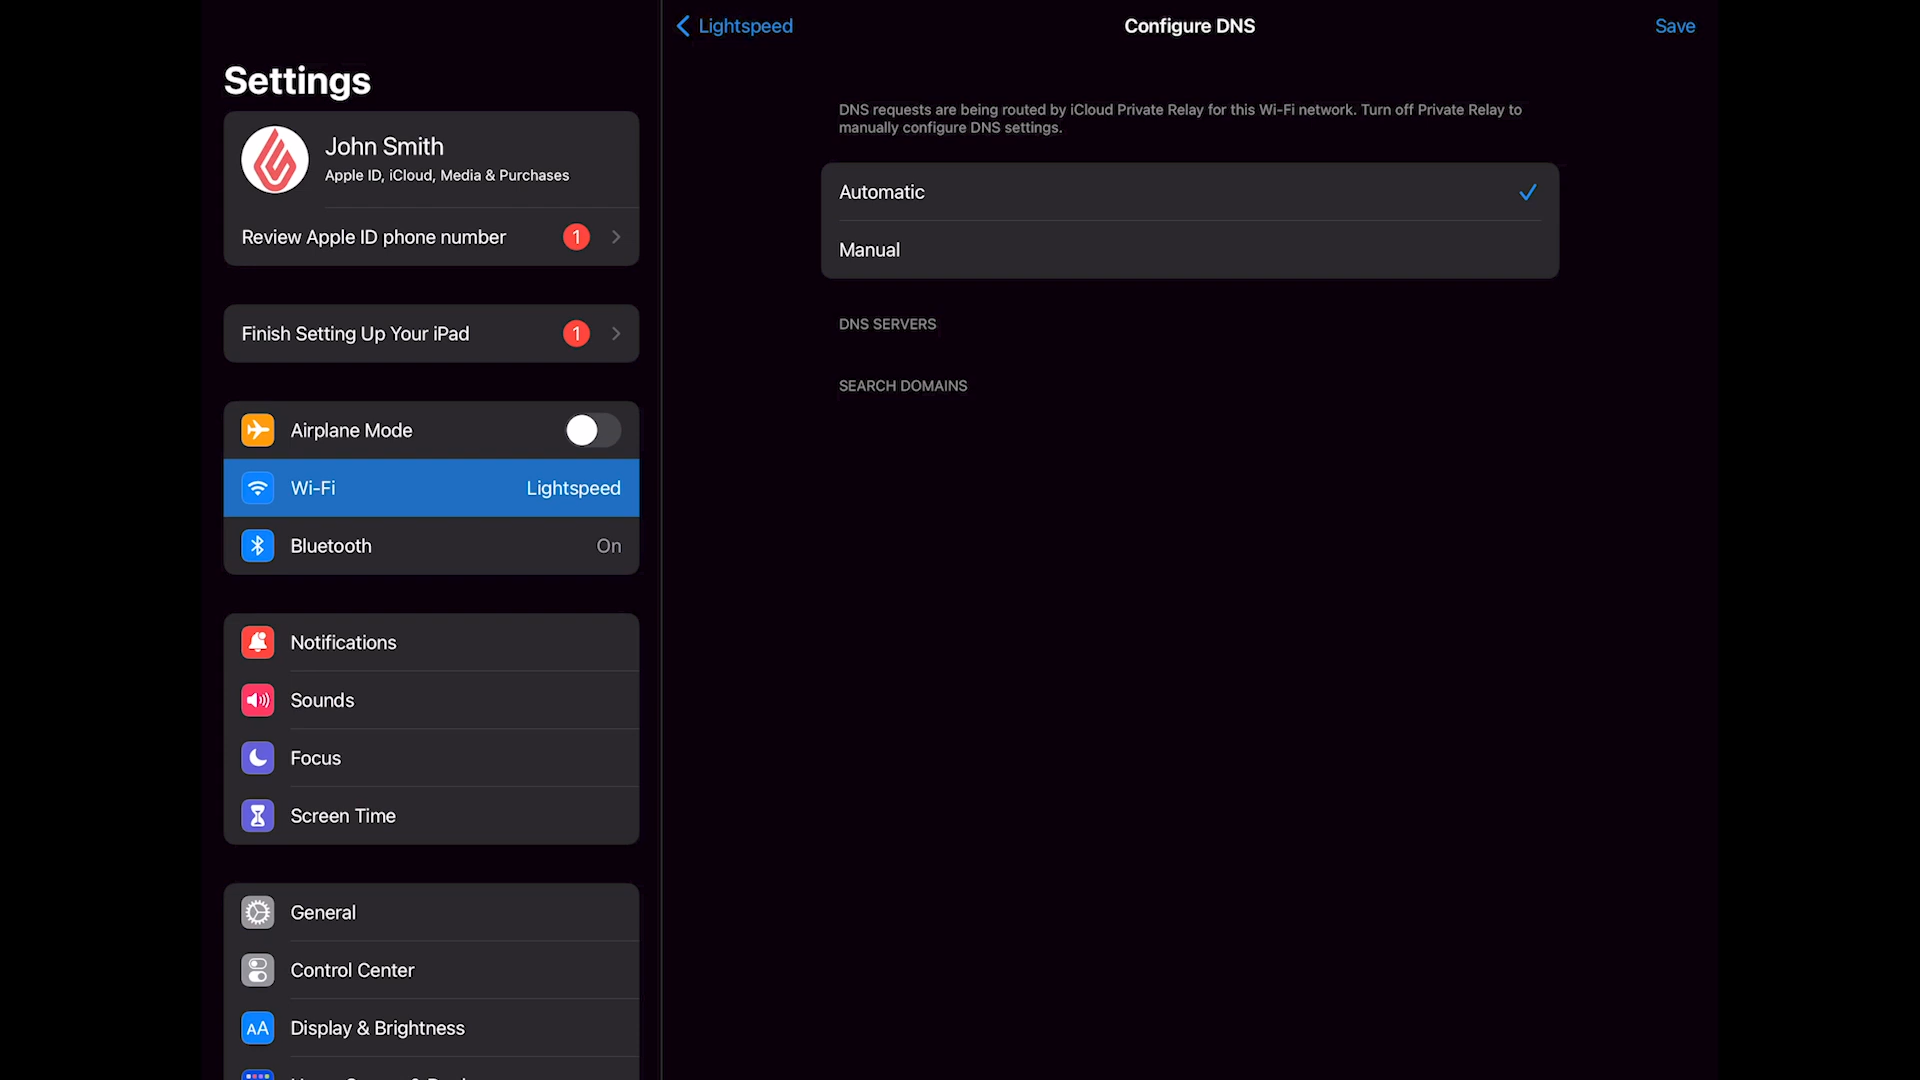 Settings
John Smith
Apple ID, iCloud, Media & Purchases
Review Apple ID phone number 1
Finish Setting Up Your iPad 1
Airplane Mode
Wi-Fi Lightspeed
Bluetooth On
Notifications
Sounds
Focus
Screen Time
General
Control Center
AA Display & Brightness
Lightspeed Configure DNS Save
DNS requests are being routed by iCloud Private Relay for this Wi-Fi network. Turn off Private Relay to
manually configure DNS settings.
Automatic
Manual
DNS SERVERS
SEARCH DOMAINS